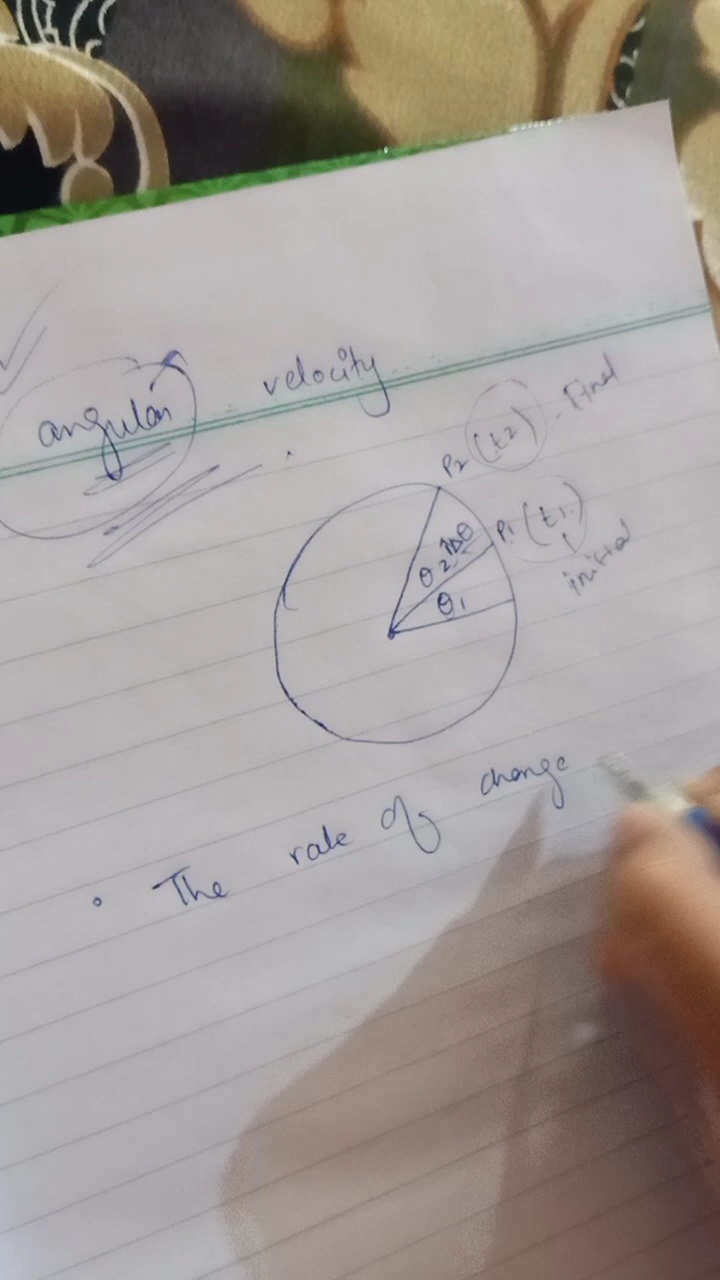 angular velocity
P2 (t2) - Final
P1 (t1)
initial
θ2 Δθ
θ1
• The rate of change